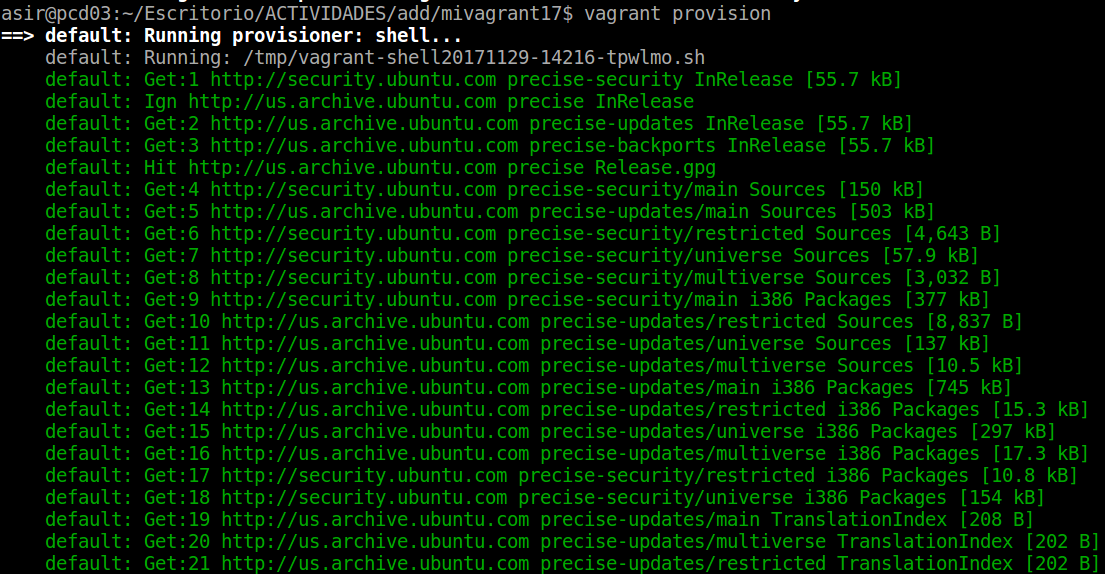 asir@pcd03:~/Escritorio/ACTIVIDADES/add/mivagrant17$ vagrant provision
==> default: Running provisioner: shell...
default: Running: /tmp/vagrant-shell20171129-14216-tpwlmo.sh
default: Get:1 http://security.ubuntu.com precise-security InRelease [55.7 kB]
default: Ign http://us.archive.ubuntu.com precise InRelease
default: Get:2 http://us.archive.ubuntu.com precise-updates InRelease [55.7 kB]
default: Get:3 http://us.archive.ubuntu.com precise-backports InRelease [55.7 kB]
default: Hit http://us.archive.ubuntu.com precise Release.gpg
default: Get:4 http://security.ubuntu.com precise-security/main Sources [150 kB]
default: Get:5 http://us.archive.ubuntu.com precise-updates/main Sources [503 kB]
default: Get:6 http://security.ubuntu.com precise-security/restricted Sources [4,643 B]
default: Get:7 http://security.ubuntu.com precise-security/universe Sources [57.9 kB]
default: Get:8 http://security.ubuntu.com precise-security/multiverse Sources [3,032 B]
default: Get:9 http://security.ubuntu.com precise-security/main i386 Packages [377 kB]
default: Get:10 http://us.archive.ubuntu.com precise-updates/restricted Sources [8,837 B]
default: Get:11 http://us.archive.ubuntu.com precise-updates/universe Sources [137 kB]
default: Get:12 http://us.archive.ubuntu.com precise-updates/multiverse Sources [10.5 kB]
default: Get:13 http://us.archive.ubuntu.com precise-updates/main i386 Packages [745 kB]
default: Get:14 http://us.archive.ubuntu.com precise-updates/restricted i386 Packages [15.3 kB]
default: Get:15 http://us.archive.ubuntu.com precise-updates/universe i386 Packages [297 kB]
default: Get:16 http://us.archive.ubuntu.com precise-updates/multiverse i386 Packages [17.3 kB]
default: Get:17 http://security.ubuntu.com precise-security/restricted i386 Packages [10.8 kB]
default: Get:18 http://security.ubuntu.com precise-security/universe i386 Packages [154 kB]
default: Get:19 http://us.archive.ubuntu.com precise-updates/main TranslationIndex [208 B]
default: Get:20 http://us.archive.ubuntu.com precise-updates/multiverse TranslationIndex [202 B]
default: Get:21 http://us.archive.ubuntu.com precise-updates/restricted TranslationIndex [202 B]